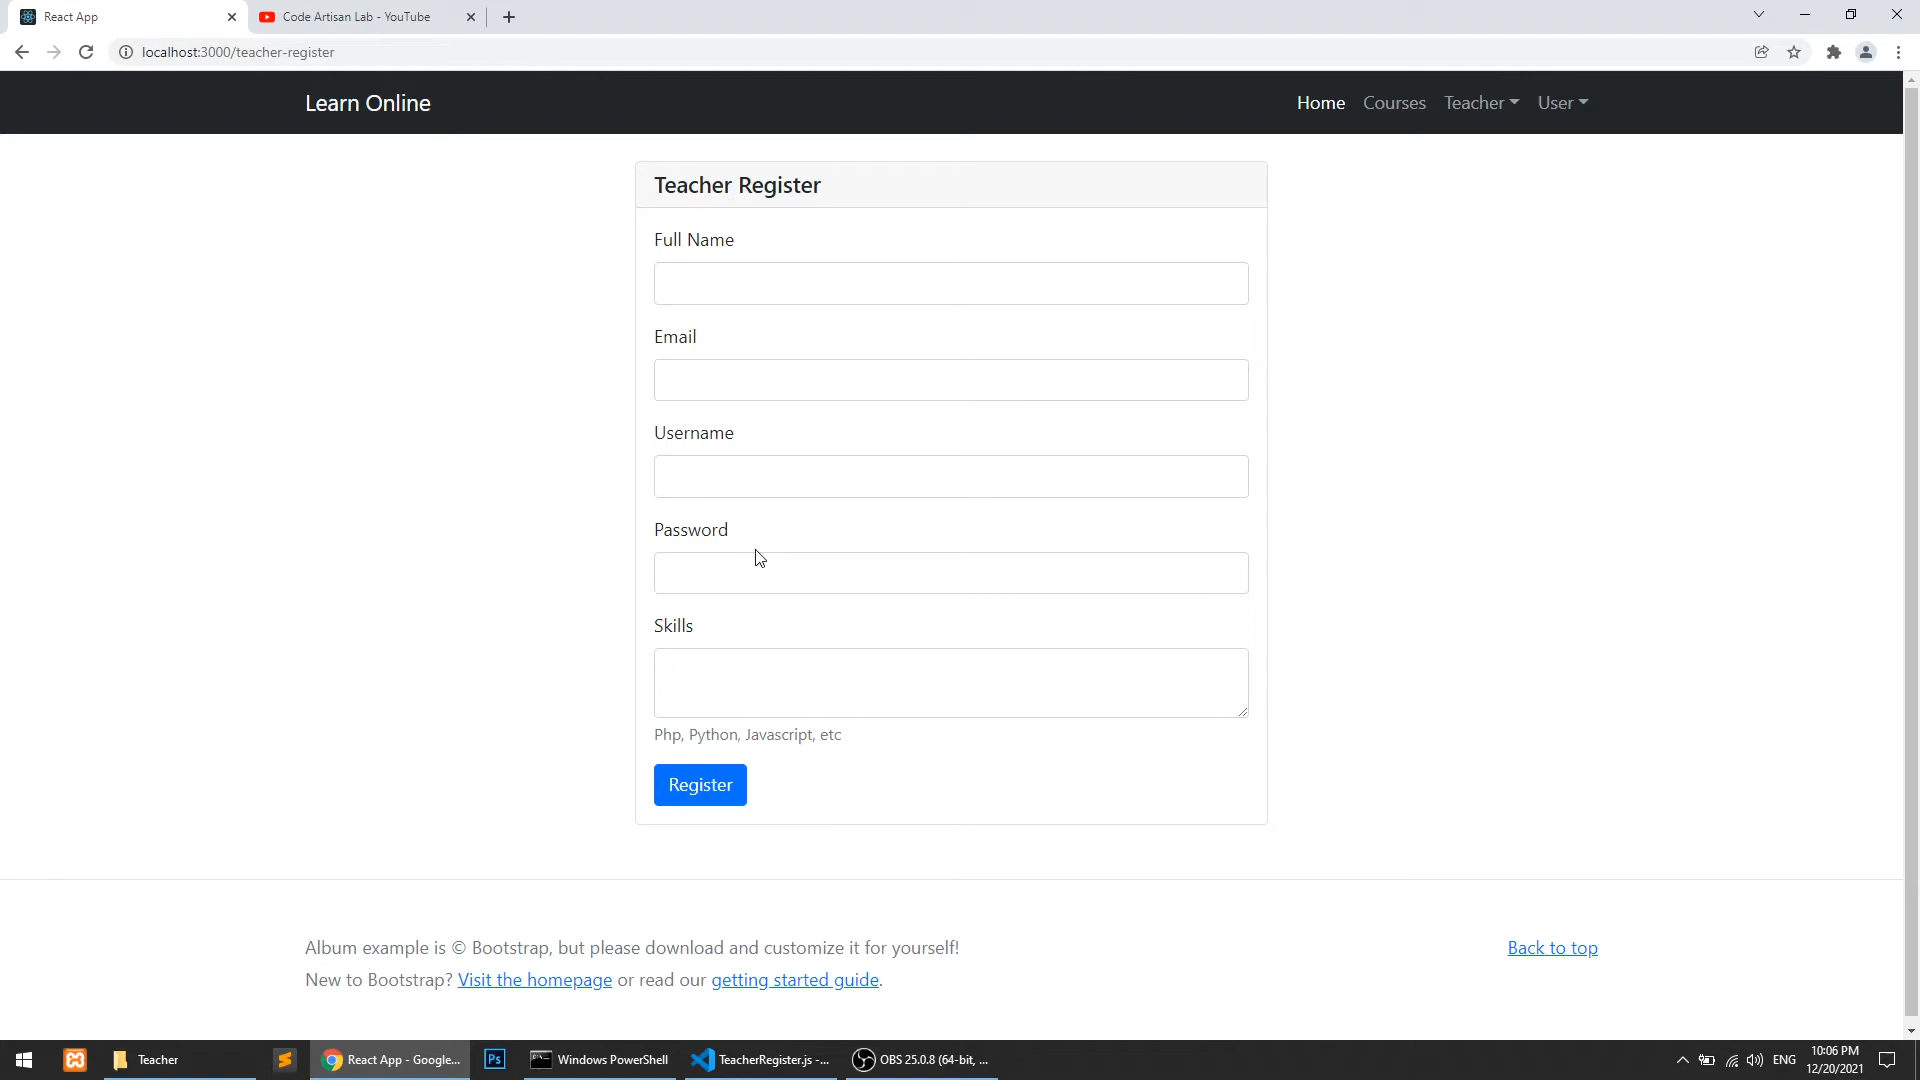 React App
Code Artisan Lab - YouTube
localhost:3000/teacher-register
Learn Online
Home Courses Teacher User
Teacher Register
Full Name
Email
Username
Password
Skills
Php, Python, Javascript, etc
Register
Album example is © Bootstrap, but please download and customize it for yourself!
Back to top
New to Bootstrap? Visit the homepage or read our getting started guide.
Teacher
React App - Google...
Ps
Windows PowerShell
TeacherRegister.js -...
OBS 25.0.8 (64-bit, ...
ENG
10:06 PM
12/20/2021